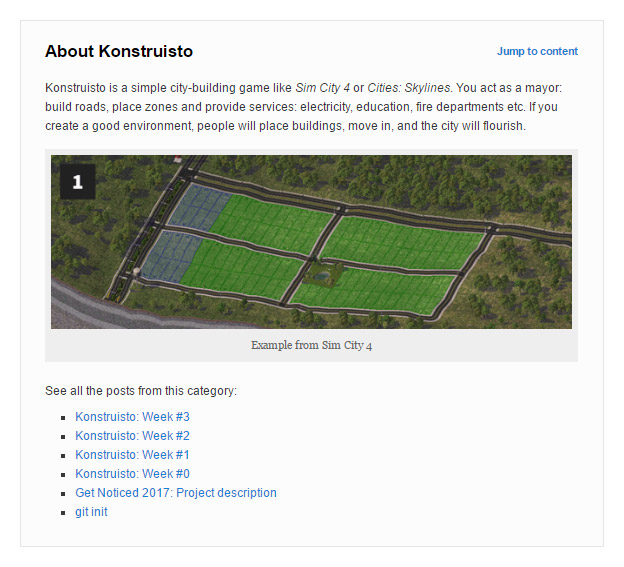 About Konstruisto
Jump to content
Konstruisto is a simple city-building game like Sim City 4 or Cities: Skylines. You act as a mayor:
build roads, place zones and provide services: electricity, education, fire departments etc. If you
create a good environment, people will place buildings, move in, and the city will flourish.
1
Example from Sim City 4
See all the posts from this category:
Konstruisto: Week #3
Konstruisto: Week #2
Konstruisto: Week #1
Konstruisto: Week #0
Get Noticed 2017: Project description
git init